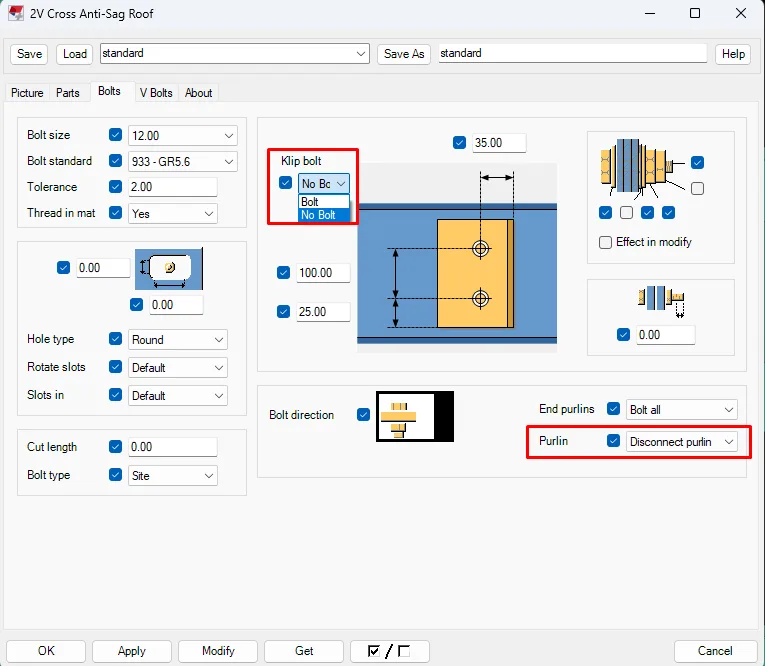 2V Cross Anti-Sag Roof
Save
Load
standard
Save As
standard
Help
Picture
Parts
Bolts
V Bolts
About
Bolt size
12.00
Bolt standard
933 - GR5.6
Tolerance
2.00
Thread in mat
Yes
0.00
0.00
Hole type
Round
Rotate slots
Default
Slots in
Default
Cut length
0.00
Bolt type
Site
Klip bolt
No Bc
Bolt
No Bolt
35.00
100.00
25.00
Effect in modify
0.00
Bolt direction
End purlins
Bolt all
Purlin
Disconnect purlin
OK
Apply
Modify
Get
/
Cancel